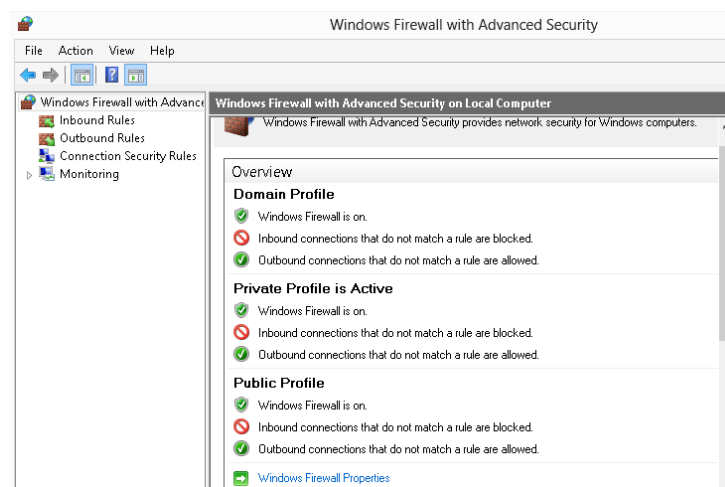 Windows Firewall with Advanced Security
File Action View Help
Windows Firewall with Advance
Inbound Rules
Outbound Rules
Connection Security Rules
Monitoring
Windows Firewall with Advanced Security on Local Computer
Windows Firewall with Advanced Security provides network security for Windows computers.
Overview
Domain Profile
Windows Firewall is on.
Inbound connections that do not match a rule are blocked.
Outbound connections that do not match a rule are allowed.
Private Profile is Active
Windows Firewall is on.
Inbound connections that do not match a rule are blocked.
Outbound connections that do not match a rule are allowed.
Public Profile
Windows Firewall is on.
Inbound connections that do not match a rule are blocked.
Outbound connections that do not match a rule are allowed.
Windows Firewall Properties